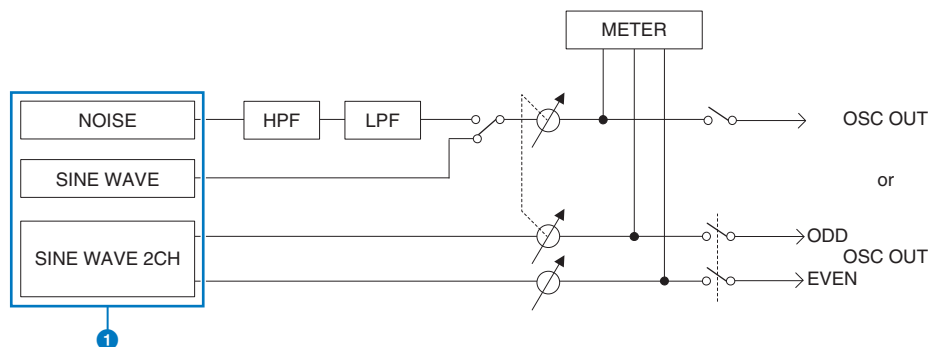 METER
NOISE
HPF
LPF
OSC OUT
SINE WAVE
or
SINE WAVE 2CH
ODD
OSC OUT
EVEN
1